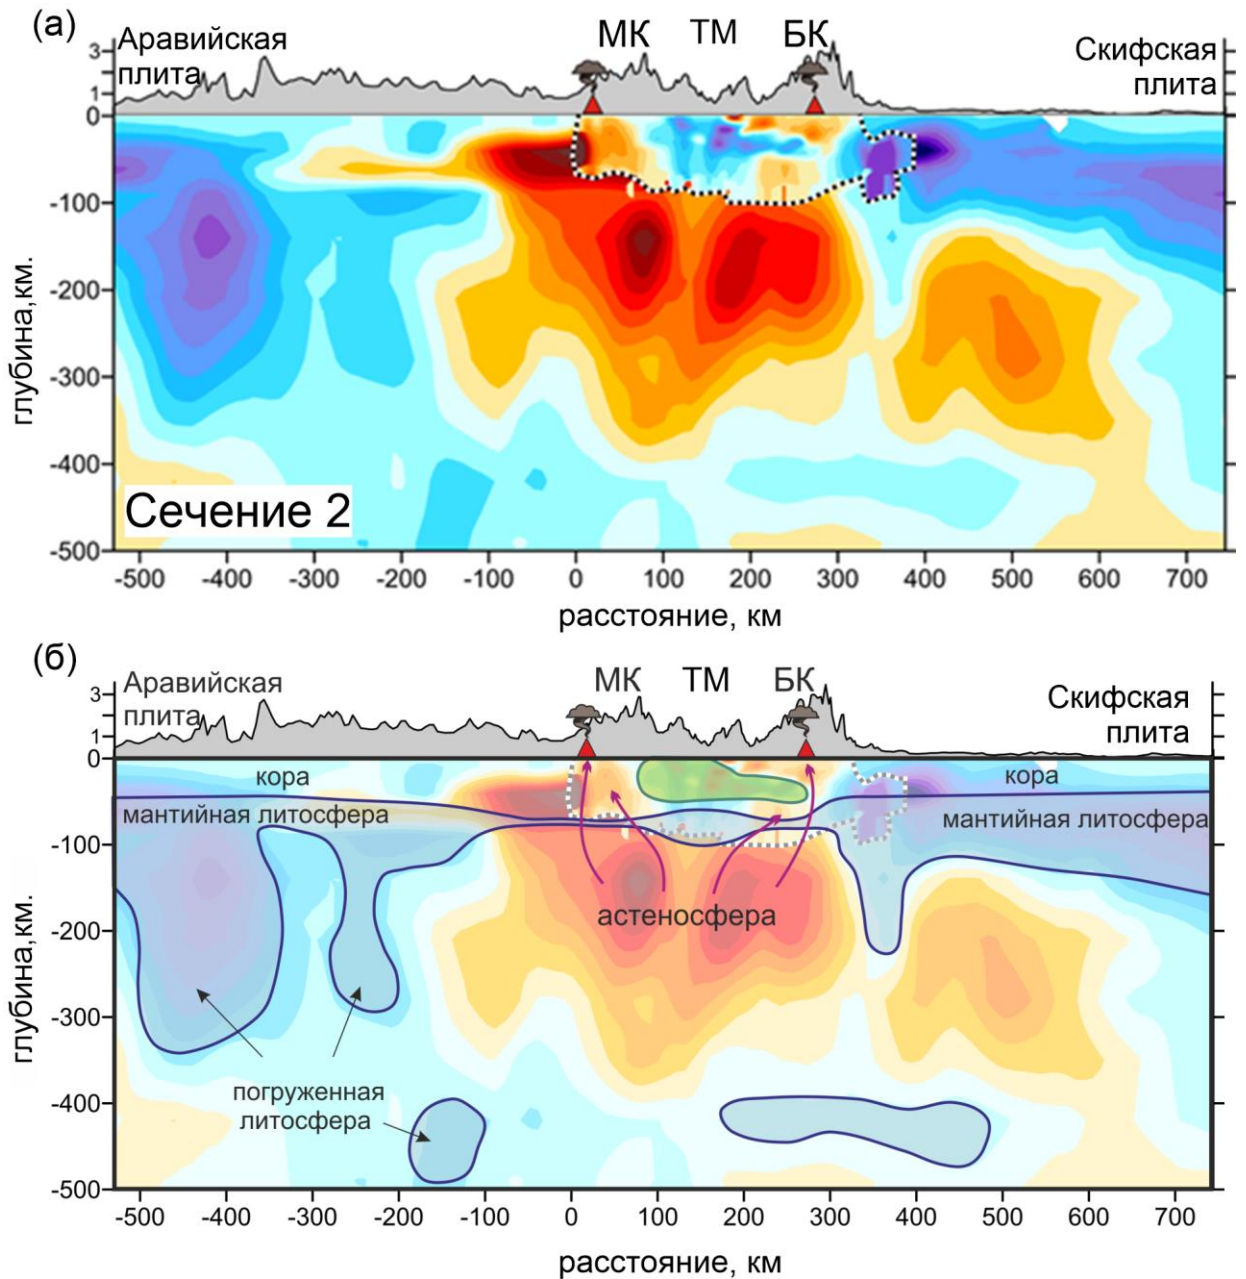 (а)
Аравийская
плита
МК
ТМ
БК
Скифская
плита
3
1
0
-100
-200
-300
-400
-500
глубина,км.
Сечение 2
-500 -400 -300 -200 -100 0 100 200 300 400 500 600 700
расстояние, км
(б)
Аравийская
плита
МК
ТМ
БК
Скифская
плита
3
1
0
-100
-200
-300
-400
-500
глубина,км.
кора
кора
мантийная литосфера
мантийная литосфера
астеносфера
погруженная
литосфера
-500 -400 -300 -200 -100 0 100 200 300 400 500 600 700
расстояние, км